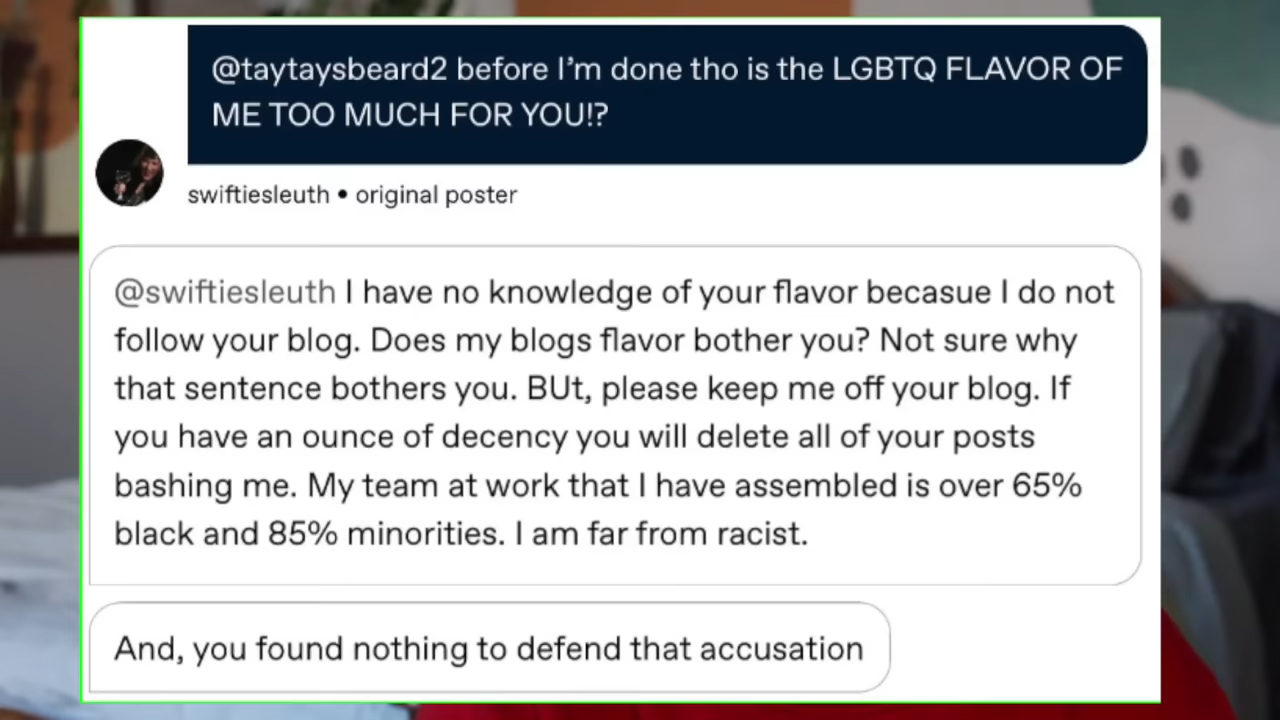 @taytaysbeard2 before I’m done tho is the LGBTQ FLAVOR OF
ME TOO MUCH FOR YOU!?
swiftiesleuth • original poster
@swiftiesleuth I have no knowledge of your flavor becasue I do not
follow your blog. Does my blogs flavor bother you? Not sure why
that sentence bothers you. BUt, please keep me off your blog. If
you have an ounce of decency you will delete all of your posts
bashing me. My team at work that I have assembled is over 65%
black and 85% minorities. I am far from racist.
And, you found nothing to defend that accusation